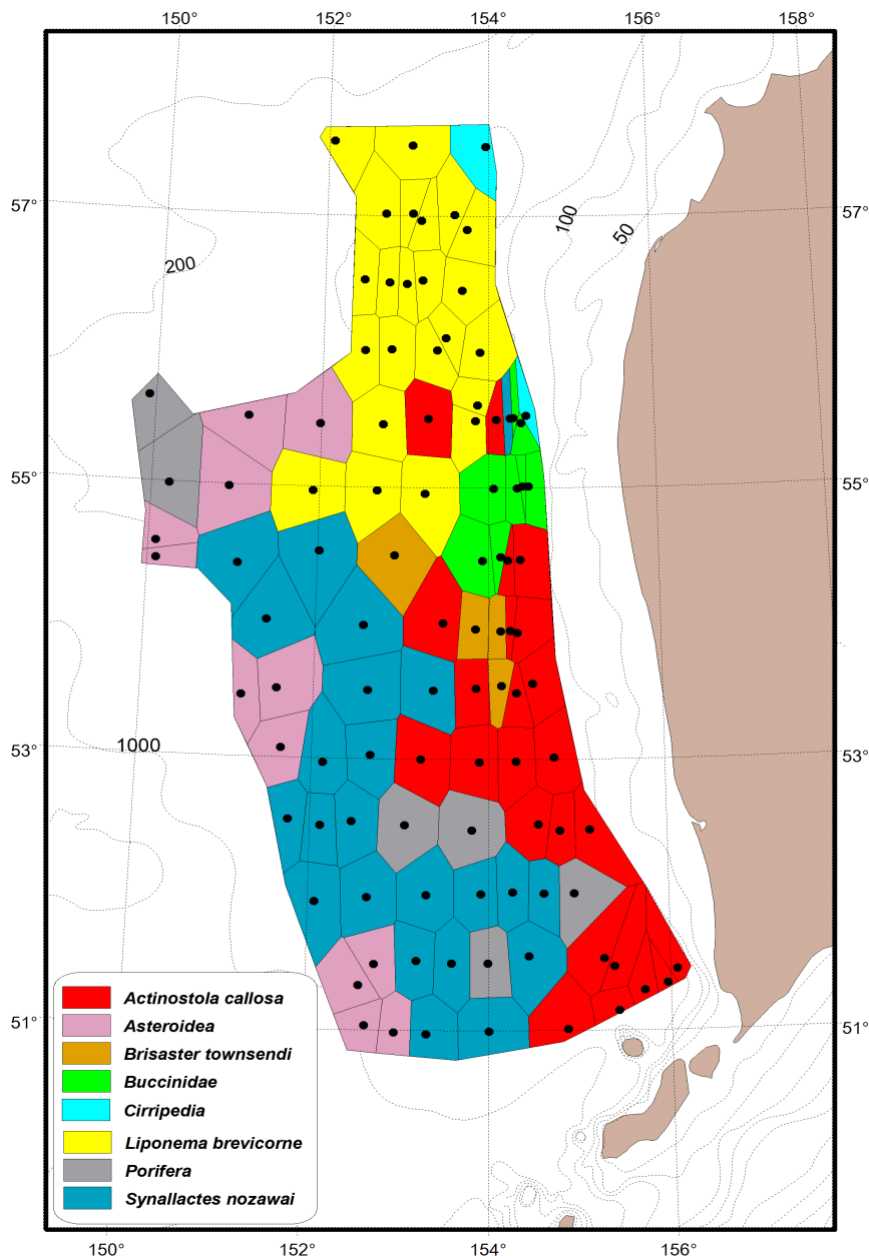 150° 152° 154° 156° 158°
57° 57°
100
50
200
55° 55°
53° 53°
1000
51° 51°
Actinostola callosa
Asteroidea
Brisaster townsendi
Buccinidae
Cirripedia
Liponema brevicorne
Porifera
Synallactes nozawai
150° 152° 154° 156°